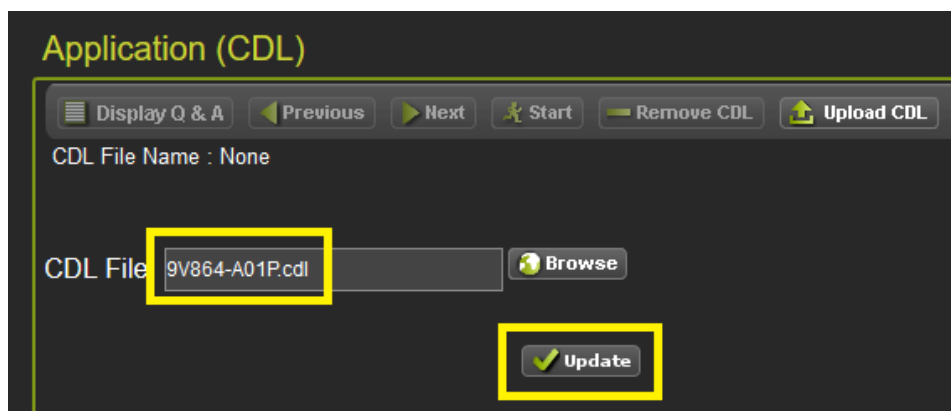 Application (CDL)
Display Q & A Previous Next Start Remove CDL Upload CDL
CDL File Name : None
CDL File 9V864-A01P.cdl Browse
Update